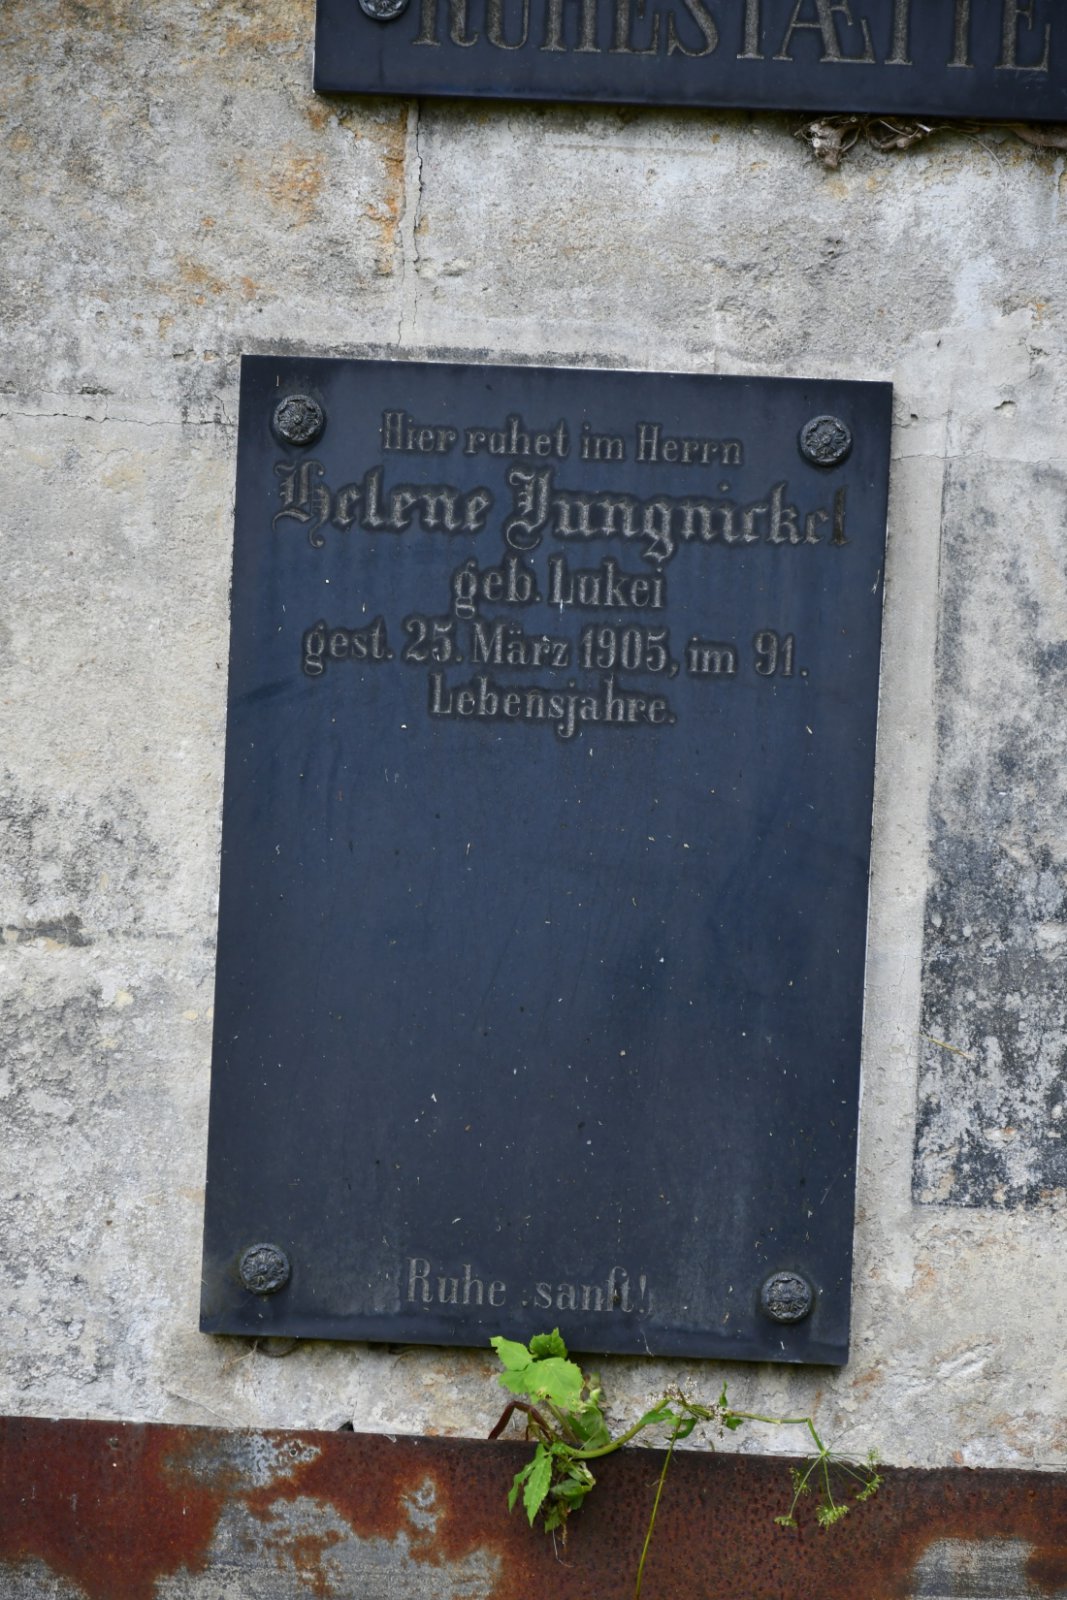 RUHESTÆTTE
Hier ruhet im Herrn
Helene Jungnickel
geb. Lukei
gest. 25. März 1905, im 91.
Lebensjahre.
Ruhe sanft!